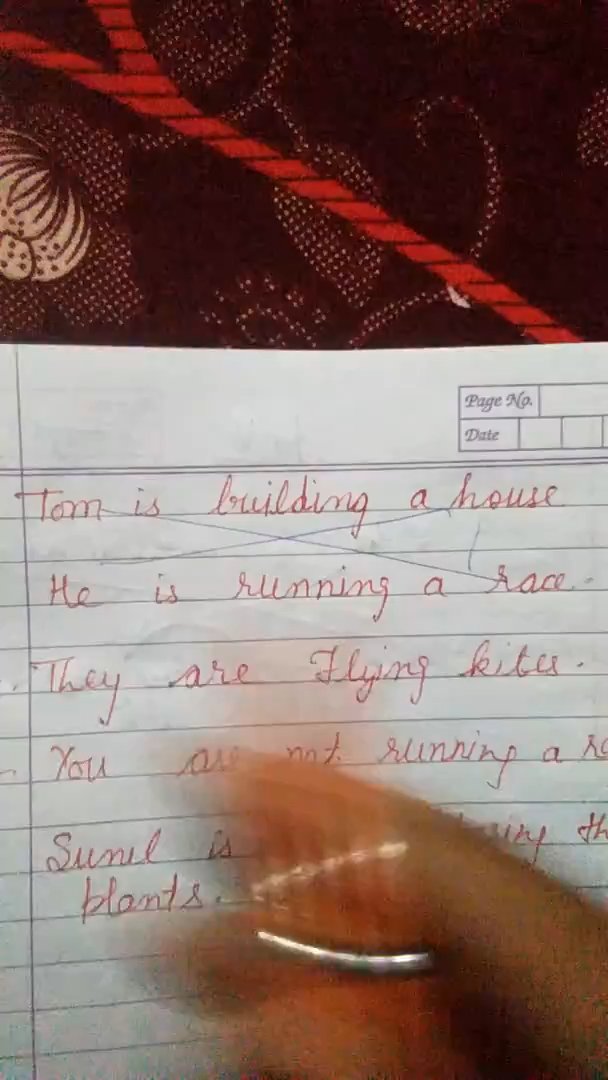 Page No.
Date
Tom is building a house
He is running a race.
They are Flying kites.
You are not running a
Sunil is
plants.